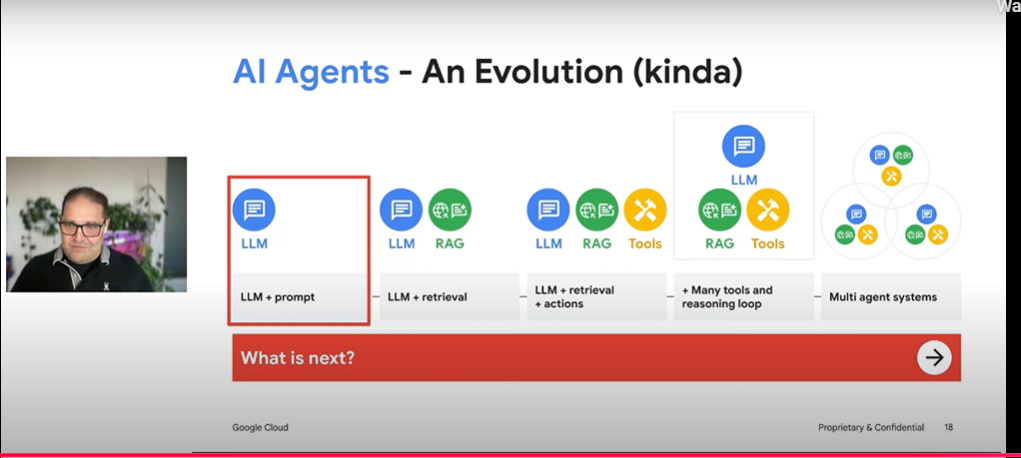 Wa
AI Agents - An Evolution (kinda)
LLM
LLM
RAG
LLM
RAG
Tools
LLM
RAG
Tools
LLM + prompt
LLM + retrieval
LLM + retrieval
+ actions
+ Many tools and
reasoning loop
Multi agent systems
What is next?
Google Cloud
Proprietary & Confidential
18